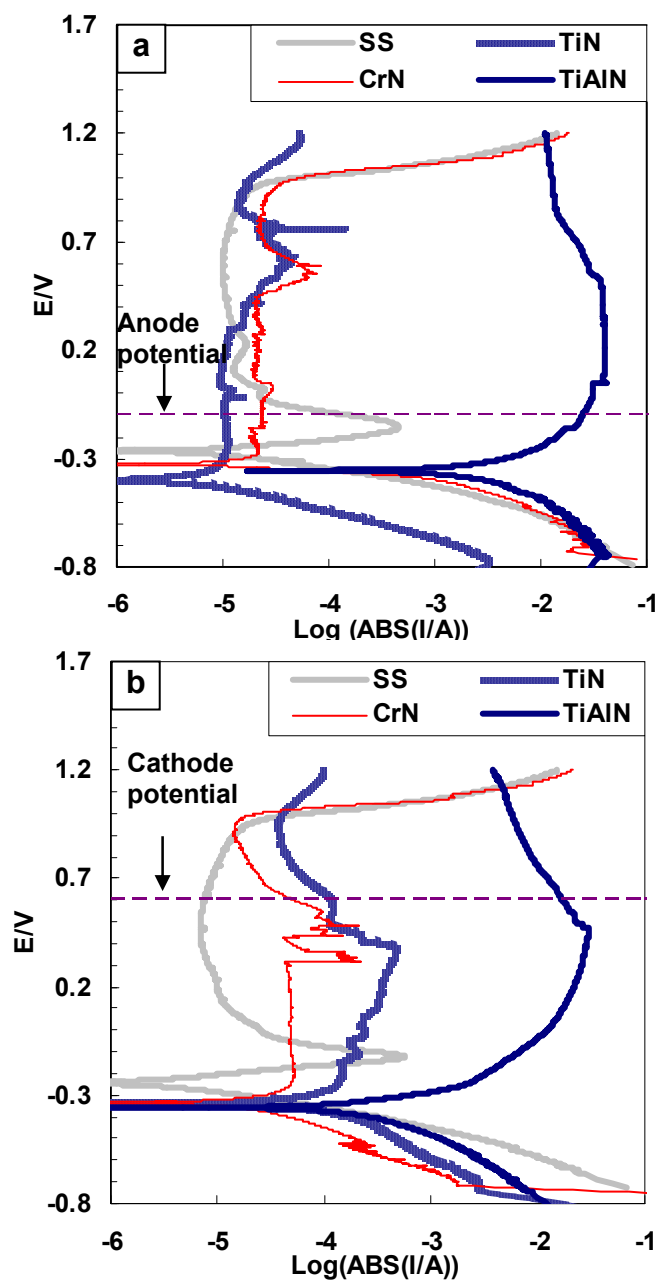 a
SS TiN
CrN TiAlN
1.7
1.2
0.7
0.2
-0.3
-0.8
E/V
Anode
potential
-6 -5 -4 -3 -2 -1
Log (ABS(I/A))
b
SS TiN
CrN TiAlN
1.7
1.2
0.7
0.2
-0.3
-0.8
E/V
Cathode
potential
-6 -5 -4 -3 -2 -1
Log(ABS(I/A))